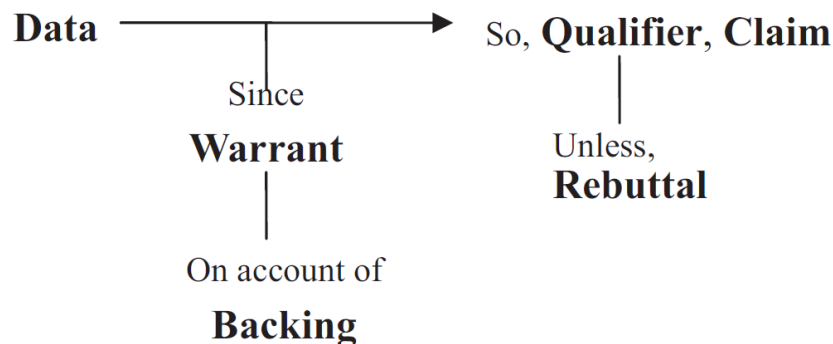 Data So, Qualifier, Claim
Since
Warrant
Unless,
Rebuttal
On account of
Backing